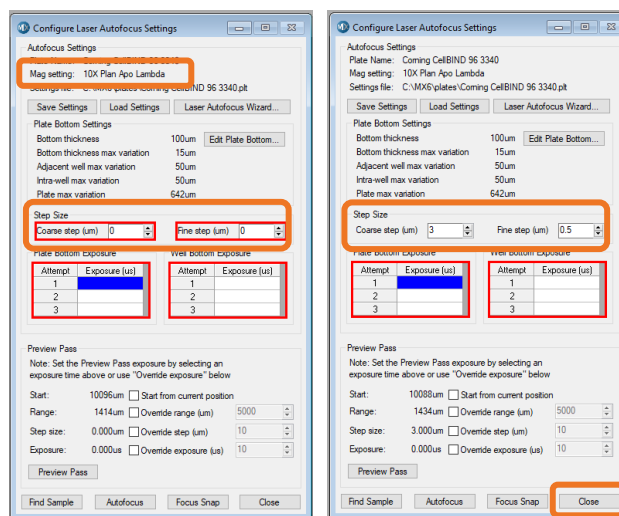 Configure Laser Autofocus Settings
Autofocus Settings
Mag setting: 10X Plan Apo Lambda
Save Settings Load Settings Laser Autofocus Wizard...
Plate Bottom Settings
Bottom thickness 100um Edit Plate Bottom...
Bottom thickness max variation 15um
Adjacent well max variation 50um
Intra-well max variation 50um
Plate max variation 642um
Step Size
Coarse step (um) 0 Fine step (um) 0
Plate Bottom Exposure Well Bottom Exposure
Attempt Exposure (us) Attempt Exposure (us)
1 1
2 2
3 3
Preview Pass
Note: Set the Preview Pass exposure by selecting an
exposure time above or use "Override exposure" below
Start: 10096um Start from current position
Range: 1414um Override range (um) 5000
Step size: 0.000um Override step (um) 10
Exposure: 0.000us Override exposure (us) 10
Preview Pass
Find Sample Autofocus Focus Snap Close
Configure Laser Autofocus Settings
Autofocus Settings
Plate Name: Corning CellBIND 96 3340
Mag setting: 10X Plan Apo Lambda
Settings file: C:\MX6\plates\Corning CellBIND 96 3340.plt
Save Settings Load Settings Laser Autofocus Wizard...
Plate Bottom Settings
Bottom thickness 100um Edit Plate Bottom...
Bottom thickness max variation 15um
Adjacent well max variation 50um
Intra-well max variation 50um
Plate max variation 642um
Step Size
Coarse step (um) 3 Fine step (um) 0.5
Plate Bottom Exposure Well Bottom Exposure
Attempt Exposure (us) Attempt Exposure (us)
1 1
2 2
3 3
Preview Pass
Note: Set the Preview Pass exposure by selecting an
exposure time above or use "Override exposure" below
Start: 10088um Start from current position
Range: 1434um Override range (um) 5000
Step size: 3.000um Override step (um) 10
Exposure: 0.000us Override exposure (us) 10
Preview Pass
Find Sample Autofocus Focus Snap Close